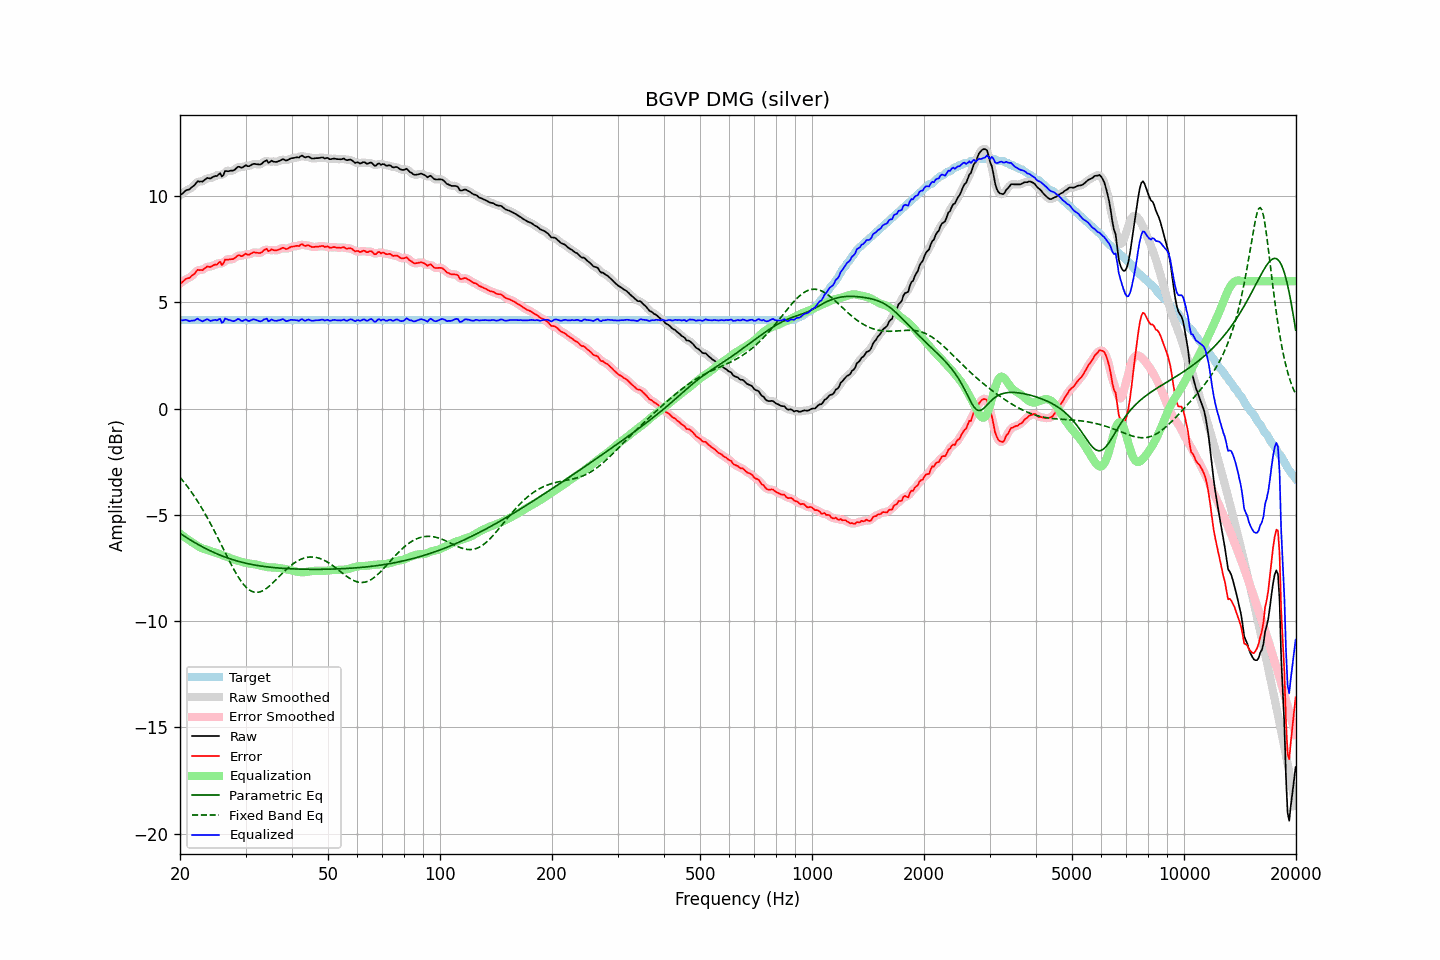 BGVP DMG (silver)
Amplitude (dBr)
10
5
0
−5
−10
−15
−20
Target
Raw Smoothed
Error Smoothed
Raw
Error
Equalization
Parametric Eq
Fixed Band Eq
Equalized
20 50 100 200 500 1000 2000 5000 10000 20000
Frequency (Hz)